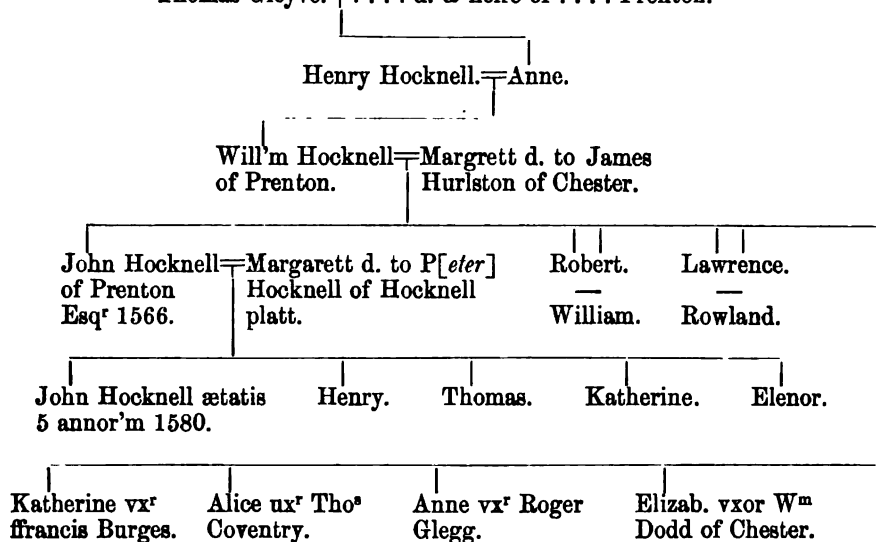 Henry Hocknell. Anne.
Will'm Hocknell Margrett d. to James
of Prenton. Hurlston of Chester.
John Hocknell Margarett d. to P[eter] Robert. Lawrence.
of Prenton Hocknell of Hocknell — —
Esqʳ 1566. platt. William. Rowland.
John Hocknell ætatis Henry. Thomas. Katherine. Elenor.
5 annor'm 1580.
Katherine vxʳ Alice uxʳ Thoˢ Anne vxʳ Roger Elizab. vxor Wᵐ
ffrancis Burges. Coventry. Glegg. Dodd of Chester.